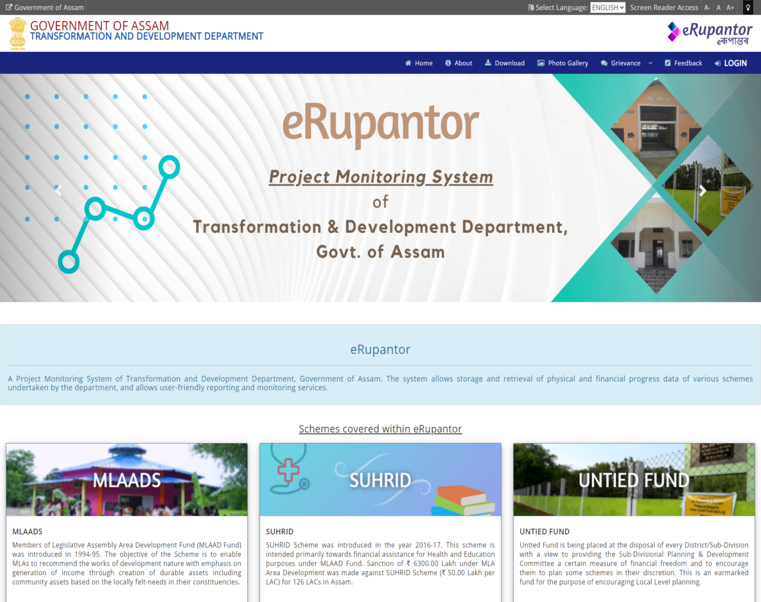 Government of Assam
Select Language: ENGLISH Screen Reader Access A- A A+
GOVERNMENT OF ASSAM
TRANSFORMATION AND DEVELOPMENT DEPARTMENT
eRupantor
eৰূপান্তৰ
Home About Download Photo Gallery Grievance Feedback LOGIN
eRupantor
Project Monitoring System
of
Transformation & Development Department,
Govt. of Assam
eRupantor
A Project Monitoring System of Transformation and Development Department, Government of Assam. The system allows storage and retrieval of physical and financial progress data of various schemes
undertaken by the department, and allows user-friendly reporting and monitoring services.
Schemes covered within eRupantor
MLAADS
MLAADS
Members of Legislative Assembly Area Development Fund (MLAAD Fund)
was introduced in 1994-95. The objective of the Scheme is to enable
MLAs to recommend the works of development nature with emphasis on
generation of income through creation of durable assets including
community assets based on the locally felt-needs in their constituencies.
SUHRID
SUHRID
SUHRID Scheme was introduced in the year 2016-17. This scheme is
intended primarily towards financial assistance for Health and Education
purposes under MLAAD Fund. Sanction of ₹ 6300.00 Lakh under MLA
Area Development was made against SUHRID Scheme (₹ 50.00 Lakh per
LAC) for 126 LACs in Assam.
UNTIED FUND
UNTIED FUND
Untied Fund is being placed at the disposal of every District/Sub-Division
with a view to providing the Sub-Divisional Planning & Development
Committee a certain measure of financial freedom and to encourage
them to plan some schemes in their discretion. This is an earmarked
fund for the purpose of encouraging Local Level planning.